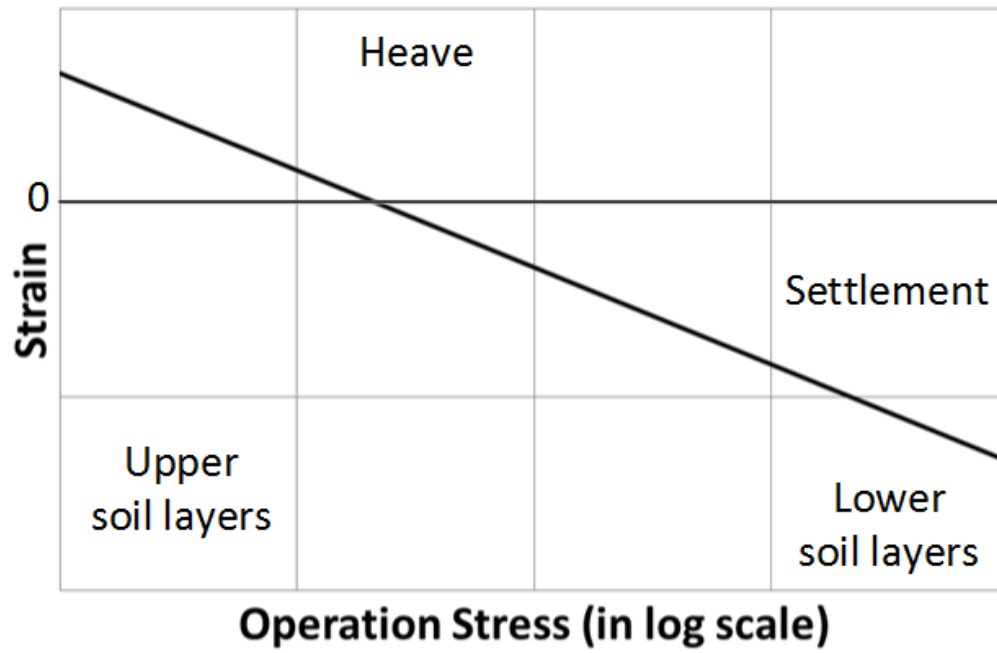 Heave
0
Strain
Settlement
Upper
soil layers
Lower
soil layers
Operation Stress (in log scale)